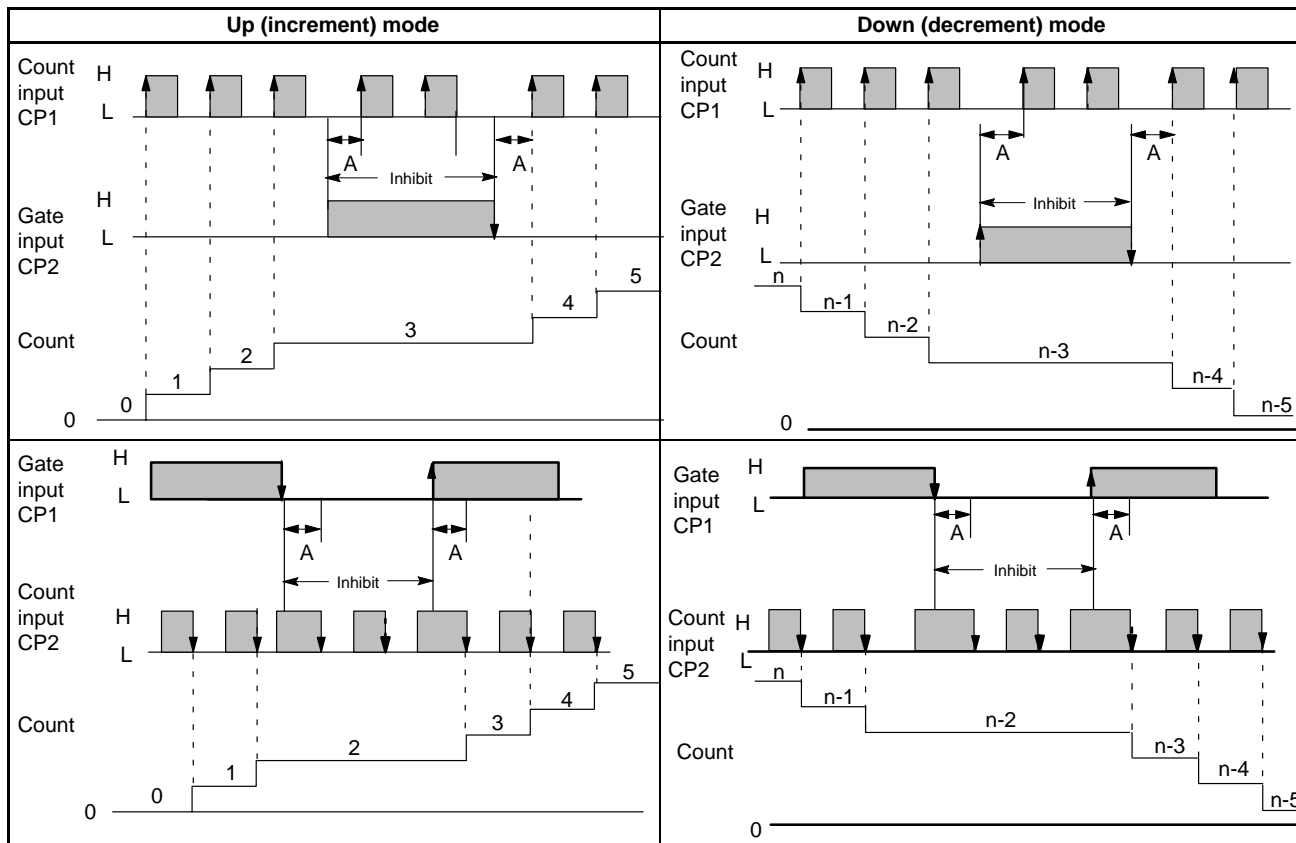 Up (increment) mode
Down (decrement) mode
Count
input
CP1
H
L
A
A
Inhibit
Gate
input
CP2
H
L
Count
0
0
1
2
3
4
5
Count
input
CP1
H
L
A
A
Inhibit
Gate
input
CP2
H
L
Count
n
n-1
n-2
n-3
n-4
n-5
0
Gate
input
CP1
H
L
A
A
Inhibit
Count
input
CP2
H
L
Count
0
0
1
2
3
4
5
Gate
input
CP1
H
L
A
A
Inhibit
Count
input
CP2
H
L
Count
n
n-1
n-2
n-3
n-4
n-5
0